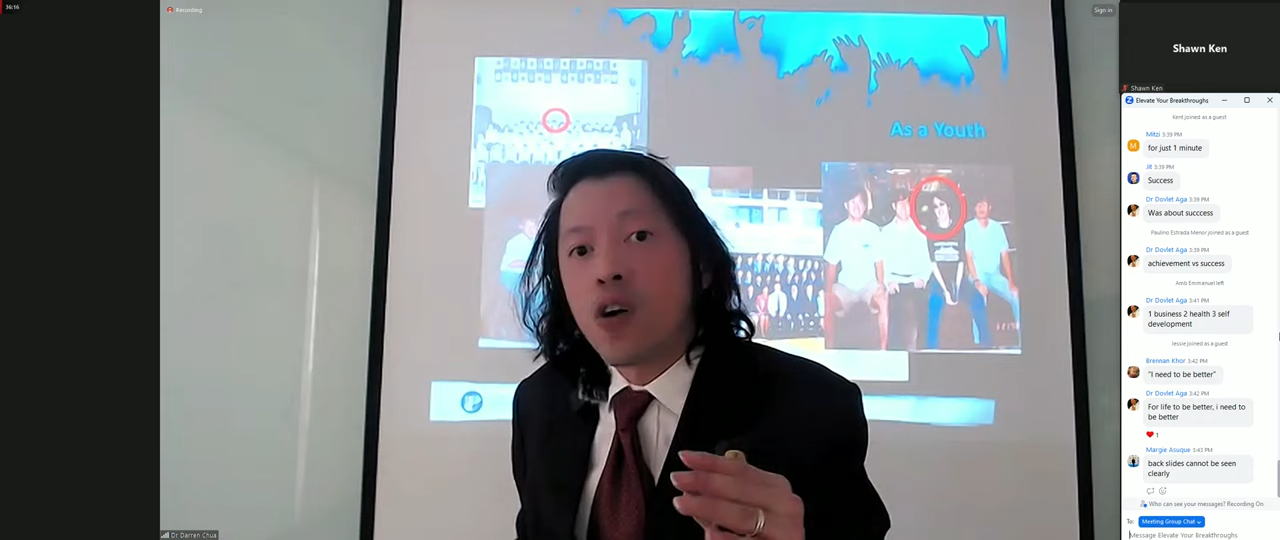 36:16
Recording
Sign in
As a Youth
Dr Darren Chua
Shawn Ken
Shawn Ken
Elevate Your Breakthroughs
Kent joined as a guest
Mitzi 3:39 PM
M
for just 1 minute
Jit 3:39 PM
Success
Dr Dovlet Aga 3:39 PM
Was about succcess
Paulino Estrada Menor joined as a guest
Dr Dovlet Aga 3:39 PM
achievement vs success
Amb Emmanuel left
Dr Dovlet Aga 3:41 PM
1 business 2 health 3 self
development
Jessie joined as a guest
Brennan Khor 3:42 PM
"I need to be better"
Dr Dovlet Aga 3:42 PM
For life to be better, i need to
be better
1
Margie Asuque 3:43 PM
back slides cannot be seen
clearly
Who can see your messages? Recording On
To: Meeting Group Chat
Message Elevate Your Breakthroughs